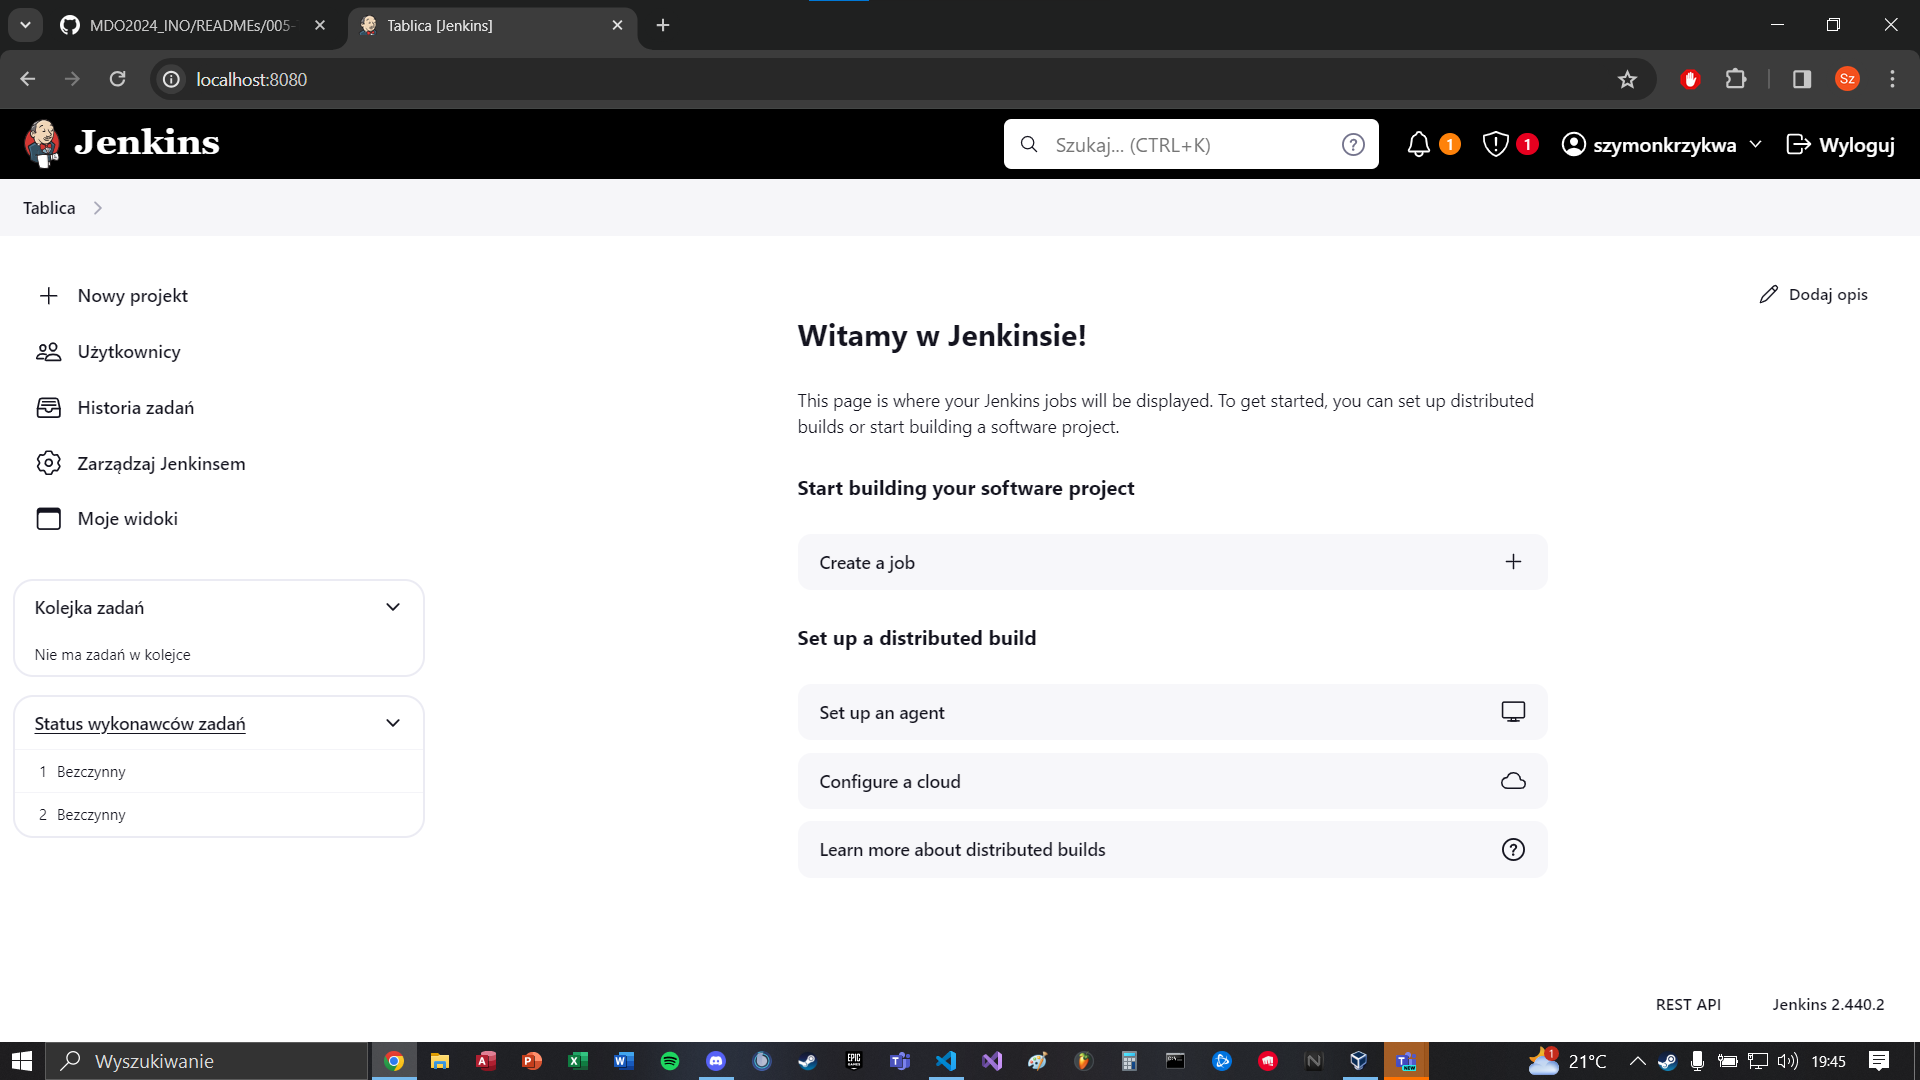 MDO2024_INO/READMEs/005-
Tablica [Jenkins]
localhost:8080
Sz
Jenkins
Szukaj... (CTRL+K)
1
1
szymonkrzykwa
Wyloguj
Tablica
Nowy projekt
Użytkownicy
Historia zadań
Zarządzaj Jenkinsem
Moje widoki
Kolejka zadań
Nie ma zadań w kolejce
Status wykonawców zadań
1 Bezczynny
2 Bezczynny
Dodaj opis
Witamy w Jenkinsie!
This page is where your Jenkins jobs will be displayed. To get started, you can set up distributed
builds or start building a software project.
Start building your software project
Create a job
Set up a distributed build
Set up an agent
Configure a cloud
Learn more about distributed builds
REST API
Jenkins 2.440.2
Wyszukiwanie
1
21°C
19:45